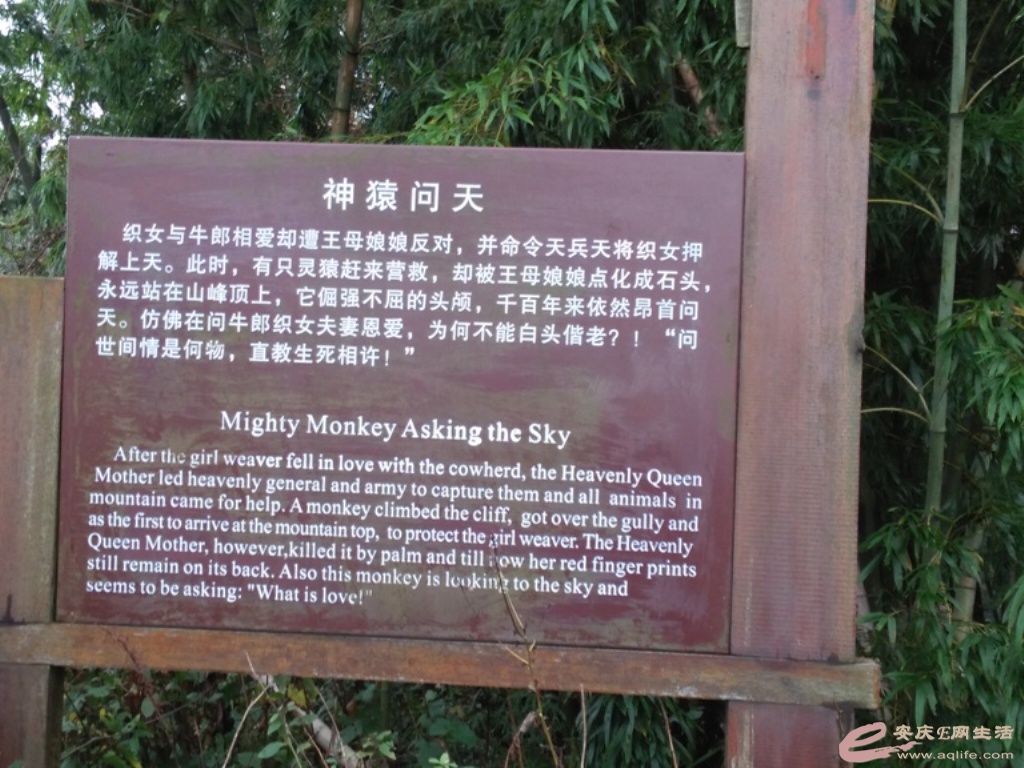 神猿问天
织女与牛郎相爱却遭王母娘娘反对，并命令天兵天将织女押
解上天。此时，有只灵猿赶来营救，却被王母娘娘点化成石头，
永远站在山峰顶上，它倔强不屈的头颅，千百年来依然昂首问
天。仿佛在问牛郎织女夫妻恩爱，为何不能白头偕老？！“问
世间情是何物，直教生死相许！”
Mighty Monkey Asking the Sky
After the girl weaver fell in love with the cowherd, the Heavenly Queen
Mother led heavenly general and army to capture them and all animals in
mountain came for help. A monkey climbed the cliff, got over the gully and
as the first to arrive at the mountain top, to protect the girl weaver. The Heavenly
Queen Mother, however,killed it by palm and till now her red finger prints
still remain on its back. Also this monkey is looking to the sky and
seems to be asking: "What is love!"
安庆E网生活
www.aqlife.com